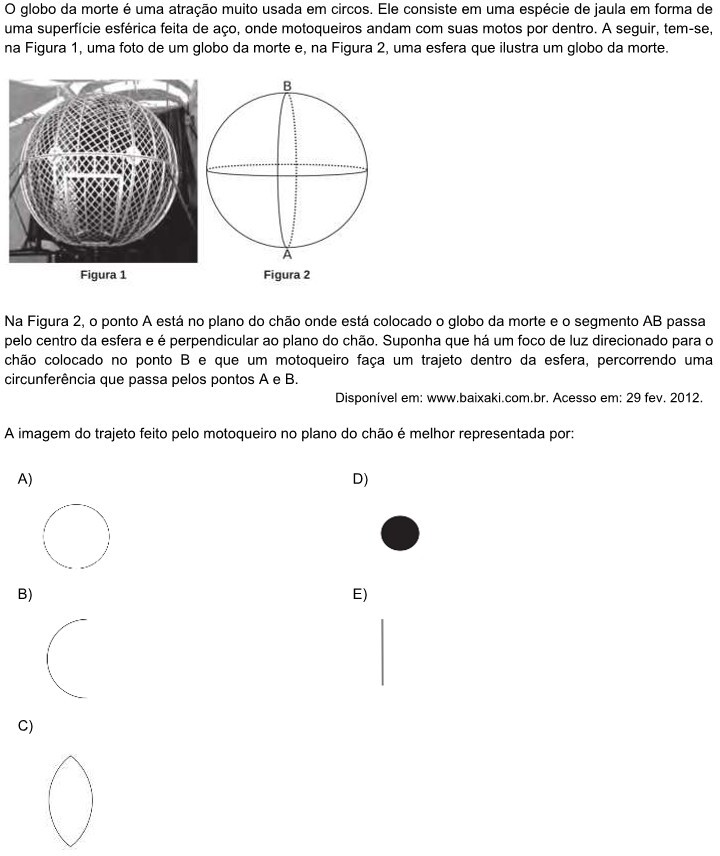 O globo da morte é uma atração muito usada em circos. Ele consiste em uma espécie de jaula em forma de
uma superfície esférica feita de aço, onde motoqueiros andam com suas motos por dentro. A seguir, tem-se,
na Figura 1, uma foto de um globo da morte e, na Figura 2, uma esfera que ilustra um globo da morte.
B
A
Figura 1
Figura 2
Na Figura 2, o ponto A está no plano do chão onde está colocado o globo da morte e o segmento AB passa
pelo centro da esfera e é perpendicular ao plano do chão. Suponha que há um foco de luz direcionado para o
chão colocado no ponto B e que um motoqueiro faça um trajeto dentro da esfera, percorrendo uma
circunferência que passa pelos pontos A e B.
Disponível em: www.baixaki.com.br. Acesso em: 29 fev. 2012.
A imagem do trajeto feito pelo motoqueiro no plano do chão é melhor representada por:
A)
D)
B)
E)
C)